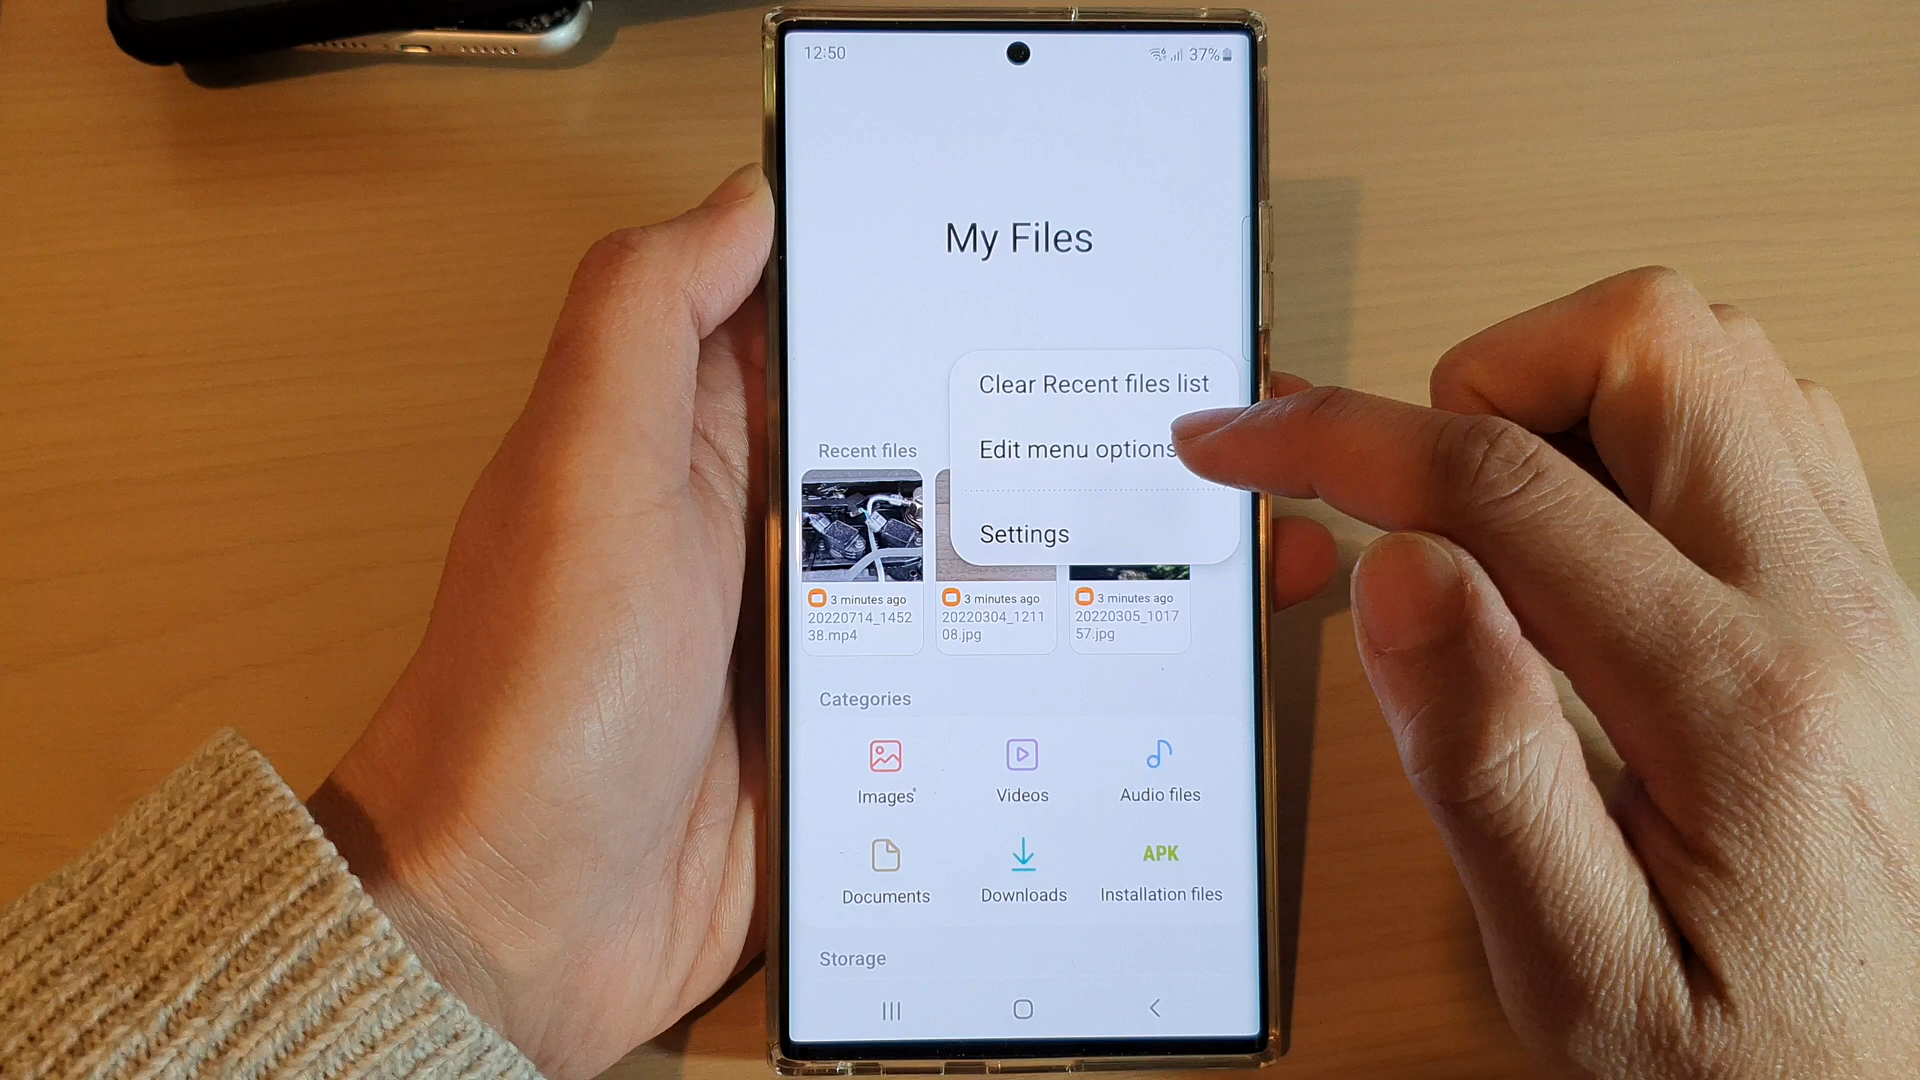 12:50
37%
My Files
Clear Recent files list
Edit menu options
Settings
Recent files
3 minutes ago
20220714_1452
38.mp4
3 minutes ago
20220304_1211
08.jpg
3 minutes ago
20220305_1017
57.jpg
Categories
Images
Videos
Audio files
Documents
Downloads
APK
Installation files
Storage